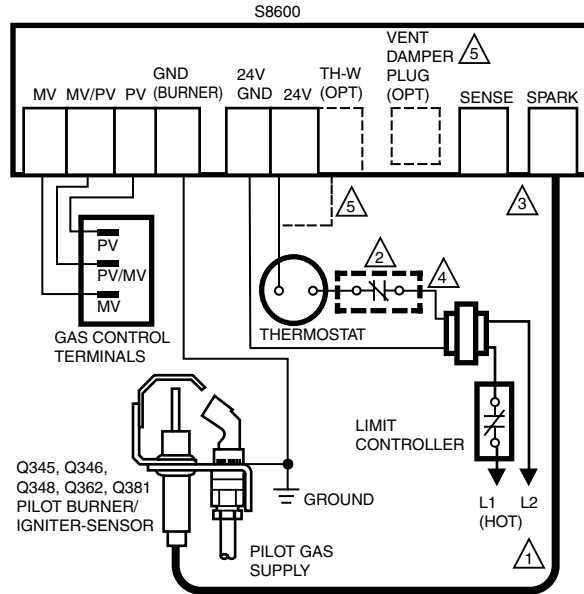 S8600
MV
MV/PV
PV
GND
(BURNER)
24V
GND
24V
TH-W
(OPT)
VENT
DAMPER
PLUG
(OPT)
5
SENSE
SPARK
3
5
PV
PV/MV
MV
GAS CONTROL
TERMINALS
2
4
THERMOSTAT
LIMIT
CONTROLLER
L1
(HOT)
L2
1
Q345, Q346,
Q348, Q362, Q381
PILOT BURNER/
IGNITER-SENSOR
GROUND
PILOT GAS
SUPPLY